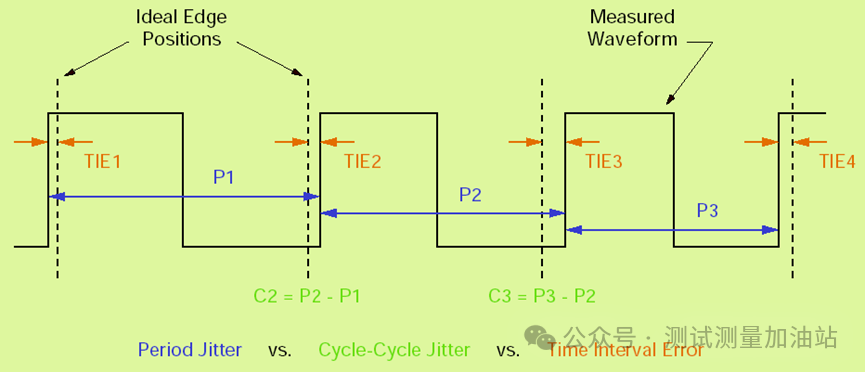 Ideal Edge
Positions
Measured
Waveform
TIE1
TIE2
TIE3
TIE4
P1
P2
P3
C2 = P2 - P1
C3 = P3 - P2
公众号 · 测试测量加油站
Period Jitter vs. Cycle-Cycle Jitter vs. Time Interval Error